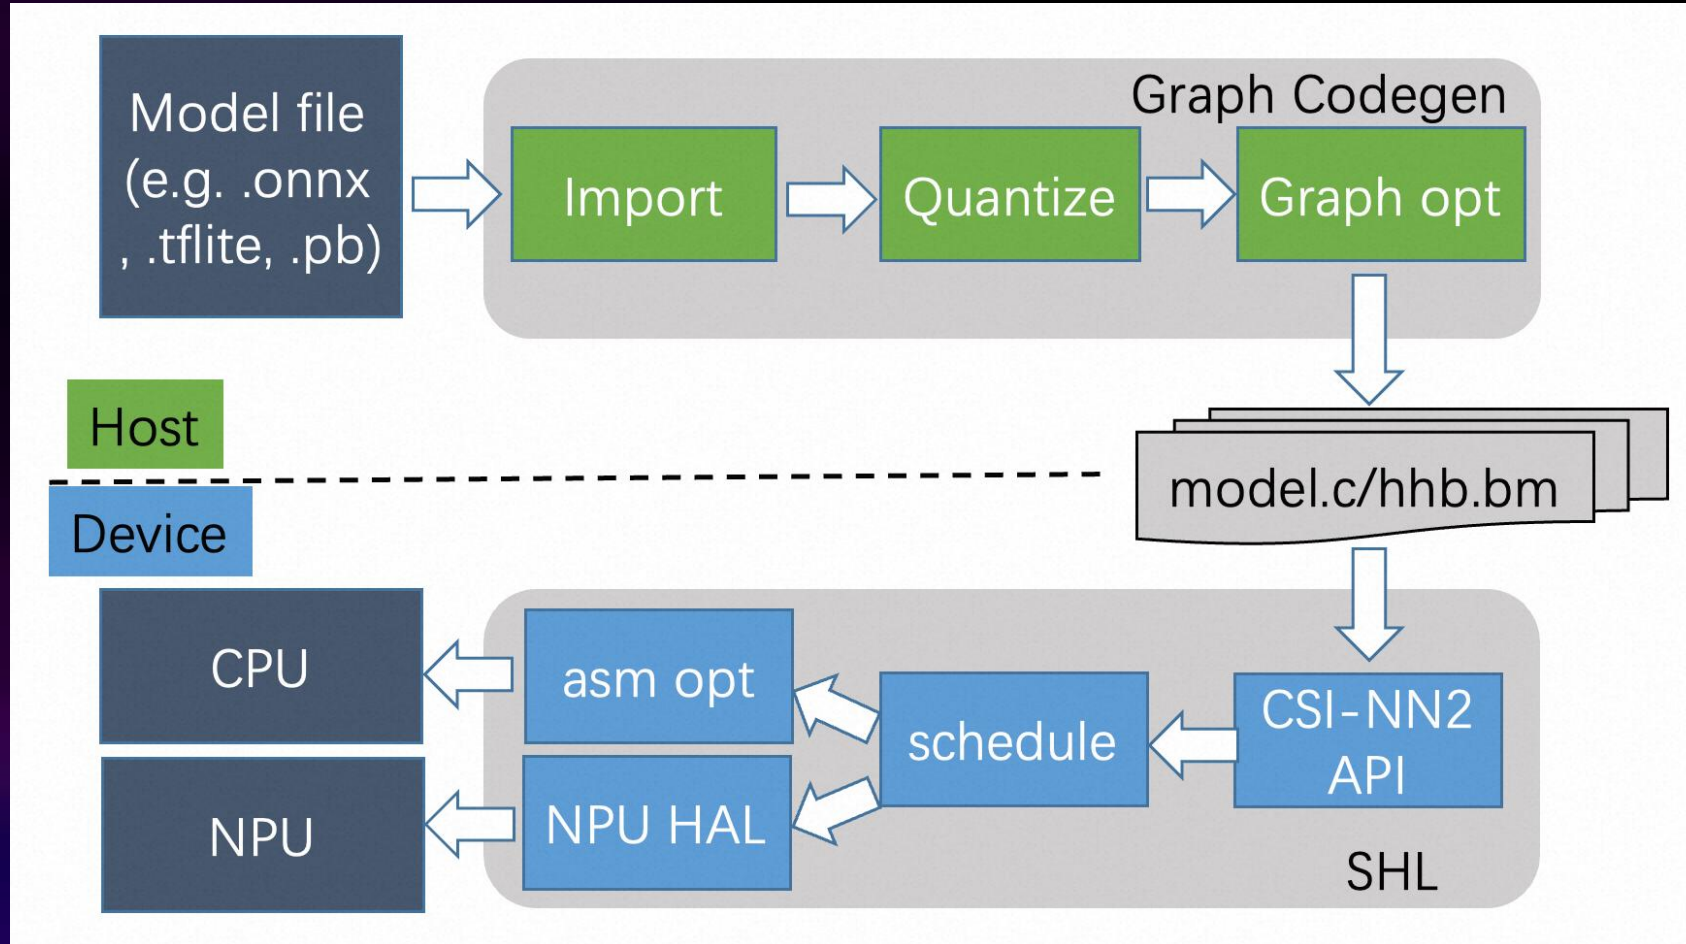 Model file
(e.g. .onnx
, .tflite, .pb)
Graph Codegen
Import
Quantize
Graph opt
Host
Device
model.c/hhb.bm
CPU
asm opt
schedule
CSI-NN2
API
NPU
NPU HAL
SHL